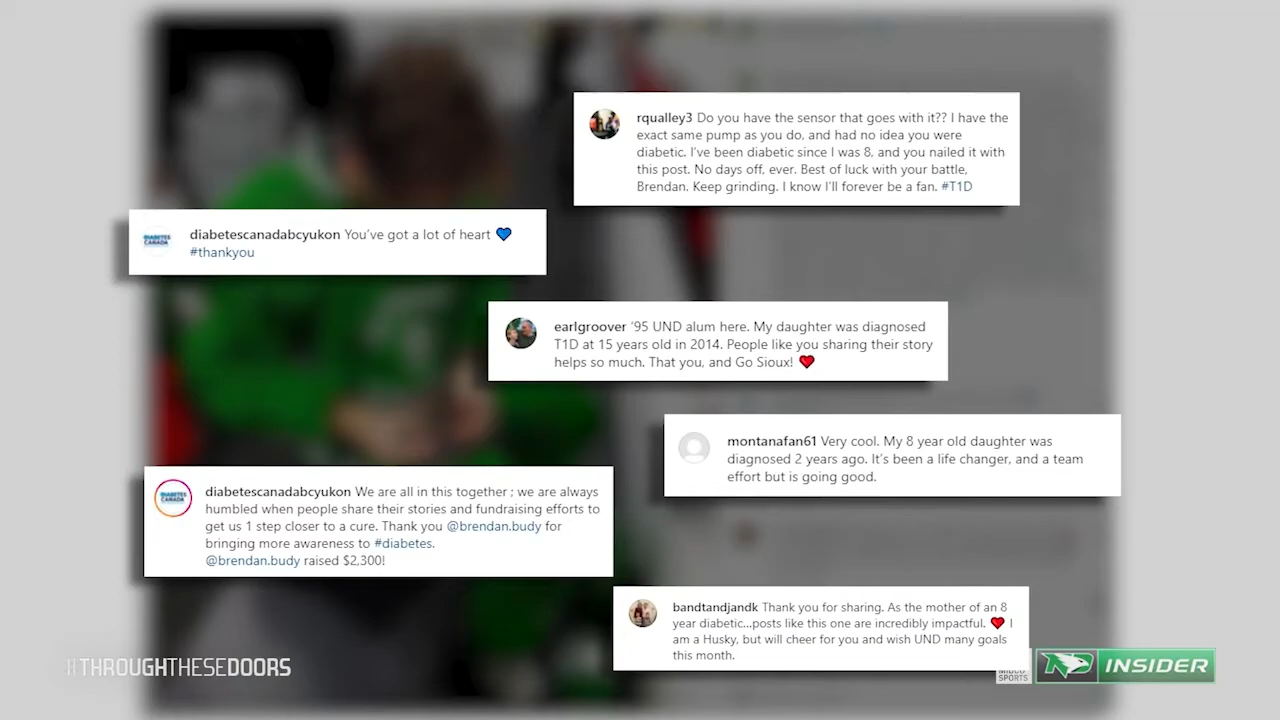 rqualley3 Do you have the sensor that goes with it?? I have the
exact same pump as you do, and had no idea you were
diabetic. I've been diabetic since I was 8, and you nailed it with
this post. No days off, ever. Best of luck with your battle,
Brendan. Keep grinding. I know I'll forever be a fan. #T1D
DIABETES
CANADA
diabetescanadabcyukon You've got a lot of heart 💙
#thankyou
earlgroover '95 UND alum here. My daughter was diagnosed
T1D at 15 years old in 2014. People like you sharing their story
helps so much. That you, and Go Sioux! ❤️
montanafan61 Very cool. My 8 year old daughter was
diagnosed 2 years ago. It's been a life changer, and a team
effort but is going good.
DIABETES
CANADA
diabetescanadabcyukon We are all in this together ; we are always
humbled when people share their stories and fundraising efforts to
get us 1 step closer to a cure. Thank you @brendan.budy for
bringing more awareness to #diabetes.
@brendan.budy raised $2,300!
bandtandjandk Thank you for sharing. As the mother of an 8
year diabetic...posts like this one are incredibly impactful. ❤️ I
am a Husky, but will cheer for you and wish UND many goals
this month.
#THROUGHTHESEDOORS
MIDCO
SPORTS
INSIDER